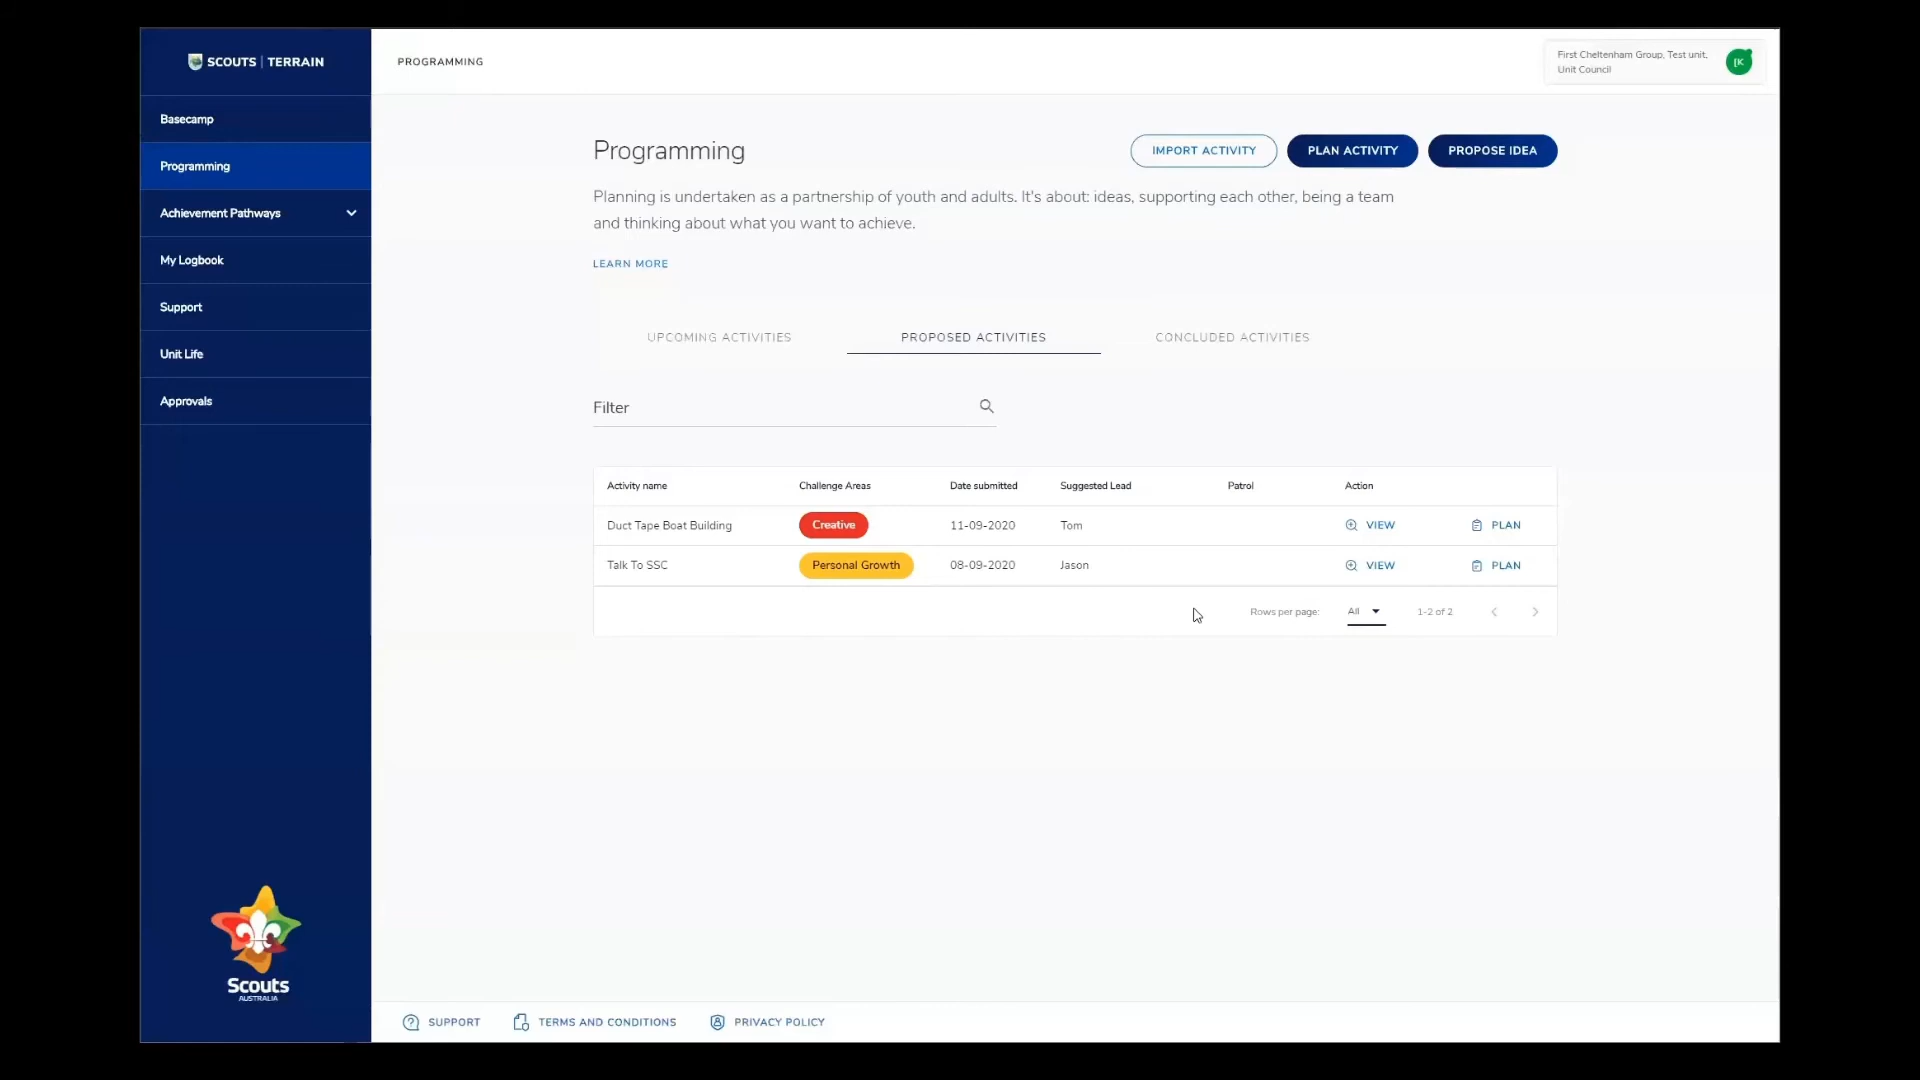 SCOUTS | TERRAIN
PROGRAMMING
First Cheltenham Group, Test unit,
Unit Council
[K
Basecamp
Programming
Achievement Pathways
My Logbook
Support
Unit Life
Approvals
Programming
IMPORT ACTIVITY
PLAN ACTIVITY
PROPOSE IDEA
Planning is undertaken as a partnership of youth and adults. It's about: ideas, supporting each other, being a team
and thinking about what you want to achieve.
LEARN MORE
UPCOMING ACTIVITIES PROPOSED ACTIVITIES CONCLUDED ACTIVITIES
Filter
Activity name Challenge Areas Date submitted Suggested Lead Patrol Action
Duct Tape Boat Building Creative 11-09-2020 Tom VIEW PLAN
Talk To SSC Personal Growth 08-09-2020 Jason VIEW PLAN
Rows per page: All 1-2 of 2
Scouts
AUSTRALIA
SUPPORT TERMS AND CONDITIONS PRIVACY POLICY